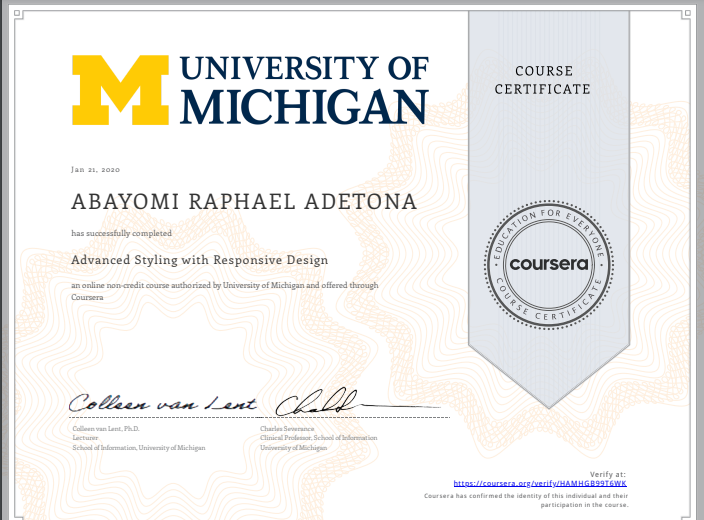 UNIVERSITY OF
MICHIGAN
COURSE
CERTIFICATE
Jan 21, 2020
ABAYOMI RAPHAEL ADETONA
has successfully completed
Advanced Styling with Responsive Design
an online non-credit course authorized by University of Michigan and offered through
Coursera
EDUCATION FOR EVERYONE
coursera
COURSE CERTIFICATE
Colleen van Lent
Colleen van Lent, Ph.D.
Lecturer
School of Information, University of Michigan
Charles Severance
Clinical Professor, School of Information
University of Michigan
Verify at:
https://coursera.org/verify/HAMHGB99T6WK
Coursera has confirmed the identity of this individual and their
participation in the course.